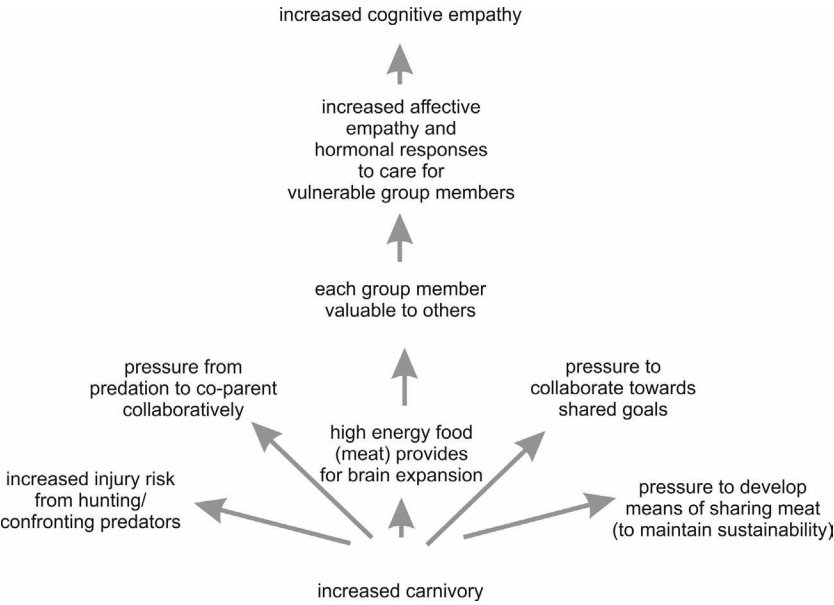 increased cognitive empathy
increased affective
empathy and
hormonal responses
to care for
vulnerable group members
each group member
valuable to others
pressure from
predation to co-parent
collaboratively
pressure to
collaborate towards
shared goals
high energy food
(meat) provides
for brain expansion
increased injury risk
from hunting/
confronting predators
pressure to develop
means of sharing meat
(to maintain sustainability)
increased carnivory